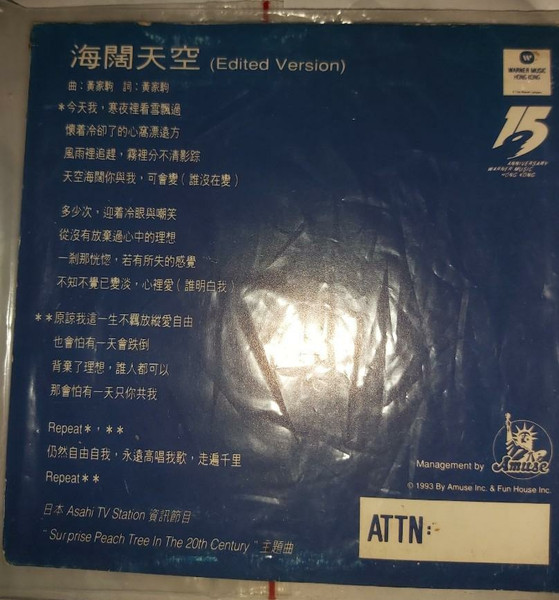 海闊天空 (Edited Version)
曲：黃家駒 詞：黃家駒
*今天我，寒夜裡看雪飄過
懷着冷卻了的心窩漂遠方
風雨裡追趕，霧裡分不清影踪
天空海闊你與我，可會變（誰沒在變）
多少次，迎着冷眼與嘲笑
從沒有放棄過心中的理想
一剎那恍惚，若有所失的感覺
不知不覺已變淡，心裡愛（誰明白我）
**原諒我這一生不羈放縱愛自由
也會怕有一天會跌倒
背棄了理想，誰人都可以
那會怕有一天只你共我
Repeat*，**
仍然自由自我，永遠高唱我歌，走遍千里
Repeat**
日本 Asahi TV Station 資訊節目
"Surprise Peach Tree In The 20th Century" 主題曲
WARNER MUSIC
HONG KONG
15
ANNIVERSARY
WARNER MUSIC
HONG KONG
Management by Amuse
© 1993 By Amuse Inc. & Fun House Inc.
ATTN: